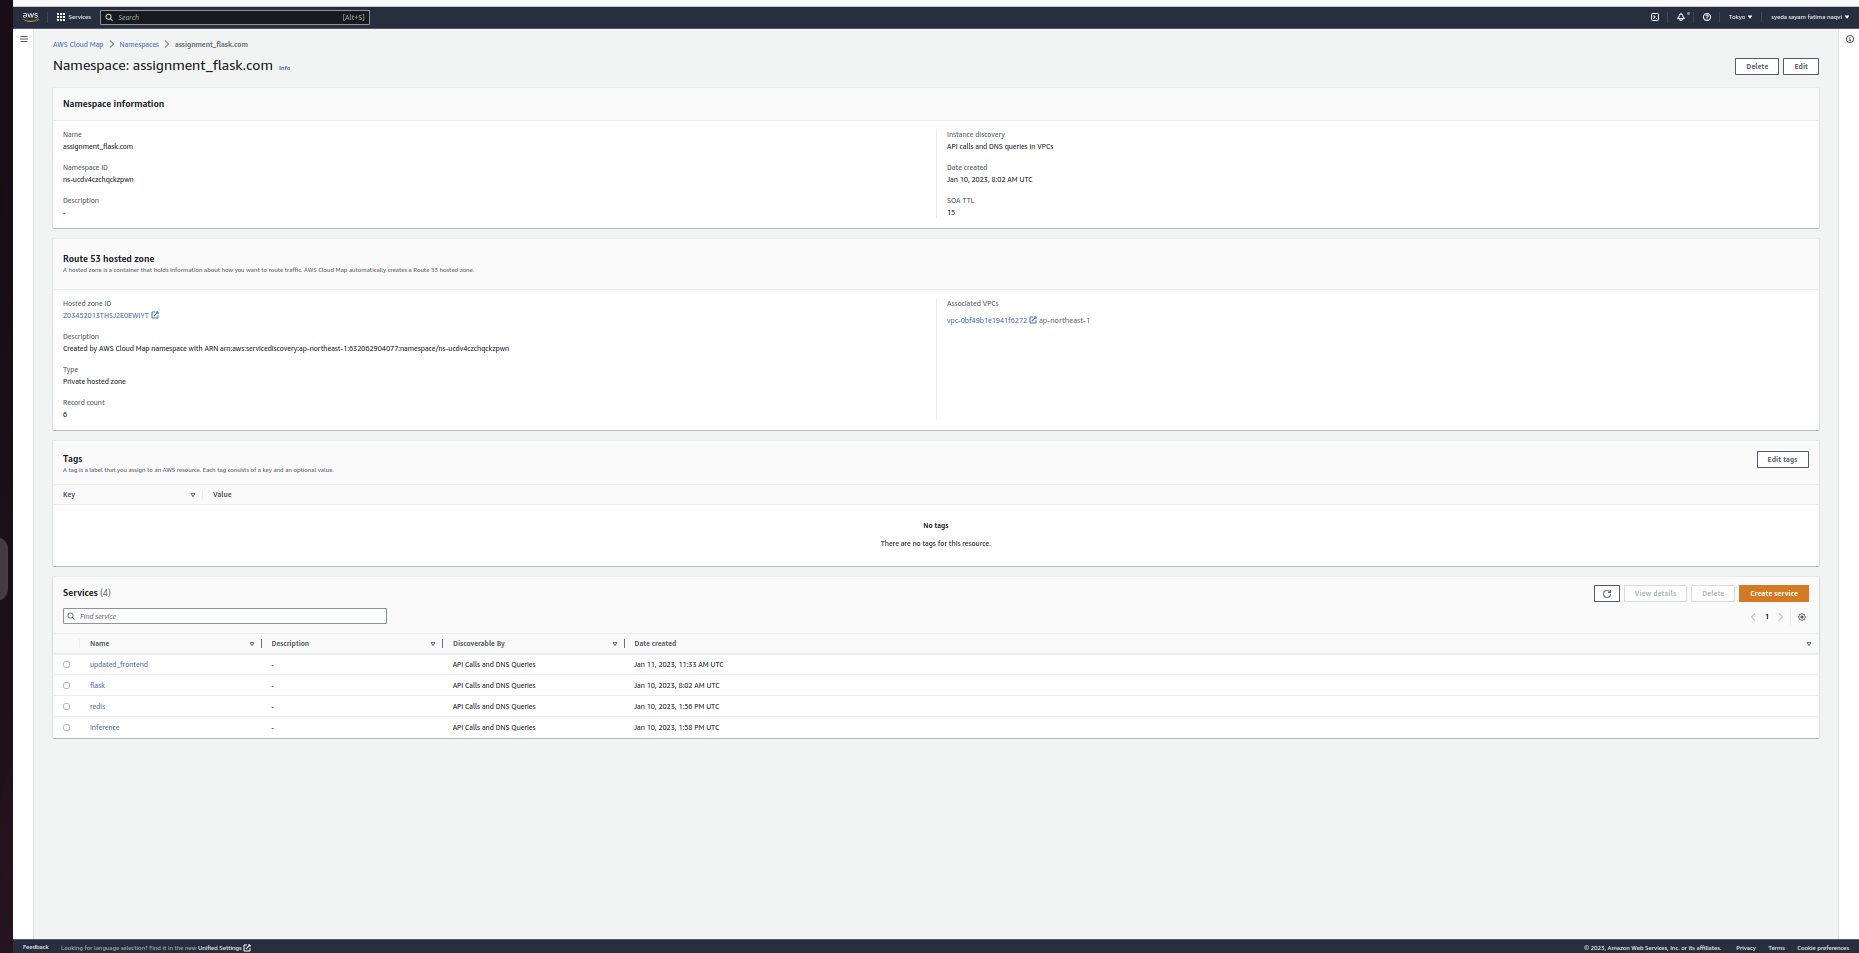 aws Services Search [Alt+S] Tokyo syeda sayam fatima naqvi
AWS Cloud Map Namespaces assignment_flask.com
Namespace: assignment_flask.com Info
Delete Edit
Namespace information
Name
assignment_flask.com
Namespace ID
ns-ucdv4czchqckzpwn
Description
-
Instance discovery
API calls and DNS queries in VPCs
Date created
Jan 10, 2023, 8:02 AM UTC
SOA TTL
15
Route 53 hosted zone
A hosted zone is a container that holds information about how you want to route traffic. AWS Cloud Map automatically creates a Route 53 hosted zone.
Hosted zone ID
Z03452013THSJ2E0EWIYT
Description
Created by AWS Cloud Map namespace with ARN arn:aws:servicediscovery:ap-northeast-1:632062904077:namespace/ns-ucdv4czchqckzpwn
Type
Private hosted zone
Record count
6
Associated VPCs
vpc-0bf49b1e1941f6272 ap-northeast-1
Tags
A tag is a label that you assign to an AWS resource. Each tag consists of a key and an optional value.
Edit tags
Key Value
No tags
There are no tags for this resource.
Services (4)
View details Delete Create service
Find service
1
Name Description Discoverable By Date created
updated_frontend - API Calls and DNS Queries Jan 11, 2023, 11:33 AM UTC
flask - API Calls and DNS Queries Jan 10, 2023, 8:02 AM UTC
redis - API Calls and DNS Queries Jan 10, 2023, 1:56 PM UTC
inference - API Calls and DNS Queries Jan 10, 2023, 1:58 PM UTC
Feedback Looking for language selection? Find it in the new Unified Settings © 2023, Amazon Web Services, Inc. or its affiliates. Privacy Terms Cookie preferences